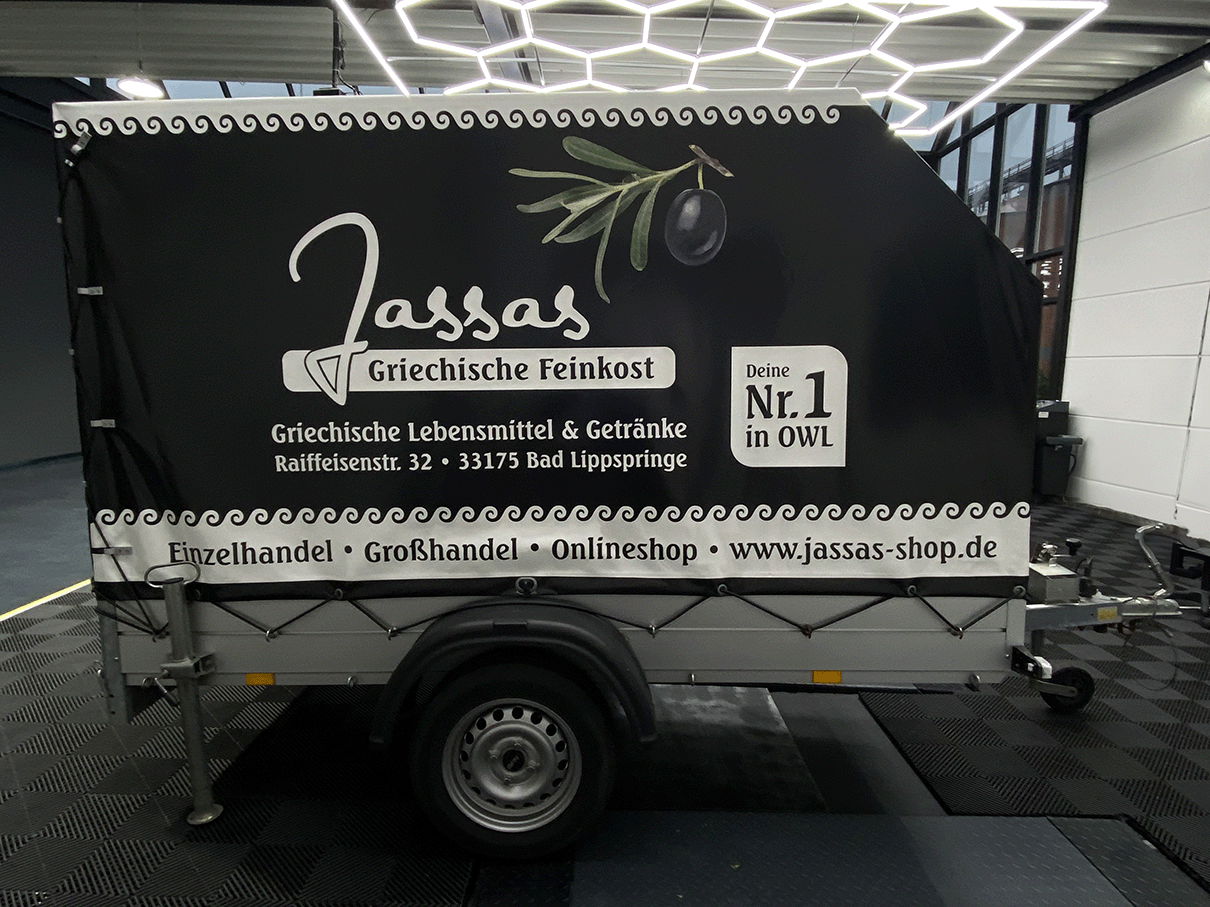 Jassas
Griechische Feinkost
Griechische Lebensmittel & Getränke
Raiffeisenstr. 32 • 33175 Bad Lippspringe
Deine
Nr. 1
in OWL
Einzelhandel • Großhandel • Onlineshop • www.jassas-shop.de